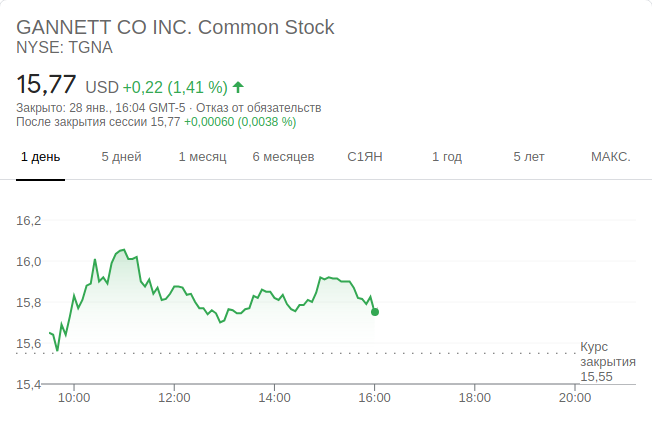 GANNETT CO INC. Common Stock
NYSE: TGNA
15,77 USD +0,22 (1,41 %)
Закрыто: 28 янв., 16:04 GMT-5 · Отказ от обязательств
После закрытия сессии 15,77 +0,00060 (0,0038 %)
1 день 5 дней 1 месяц 6 месяцев С1ЯН 1 год 5 лет МАКС.
16,2
16,0
15,8
15,6
Курс
закрытия
15,55
15,4
10:00 12:00 14:00 16:00 18:00 20:00